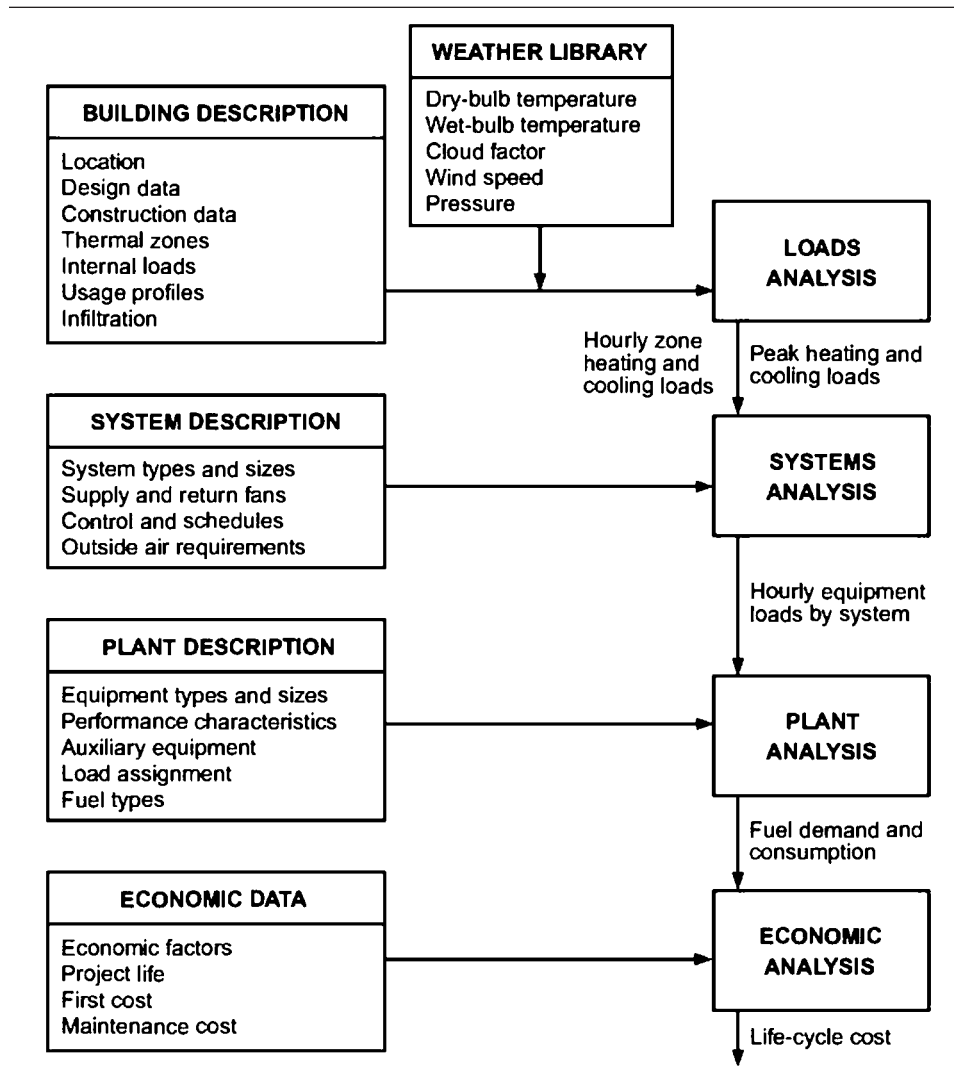 WEATHER LIBRARY
Dry-bulb temperature
Wet-bulb temperature
Cloud factor
Wind speed
Pressure
BUILDING DESCRIPTION
Location
Design data
Construction data
Thermal zones
Internal loads
Usage profiles
Infiltration
LOADS
ANALYSIS
Hourly zone
heating and
cooling loads
Peak heating and
cooling loads
SYSTEM DESCRIPTION
System types and sizes
Supply and return fans
Control and schedules
Outside air requirements
SYSTEMS
ANALYSIS
Hourly equipment
loads by system
PLANT DESCRIPTION
Equipment types and sizes
Performance characteristics
Auxiliary equipment
Load assignment
Fuel types
PLANT
ANALYSIS
Fuel demand and
consumption
ECONOMIC DATA
Economic factors
Project life
First cost
Maintenance cost
ECONOMIC
ANALYSIS
Life-cycle cost